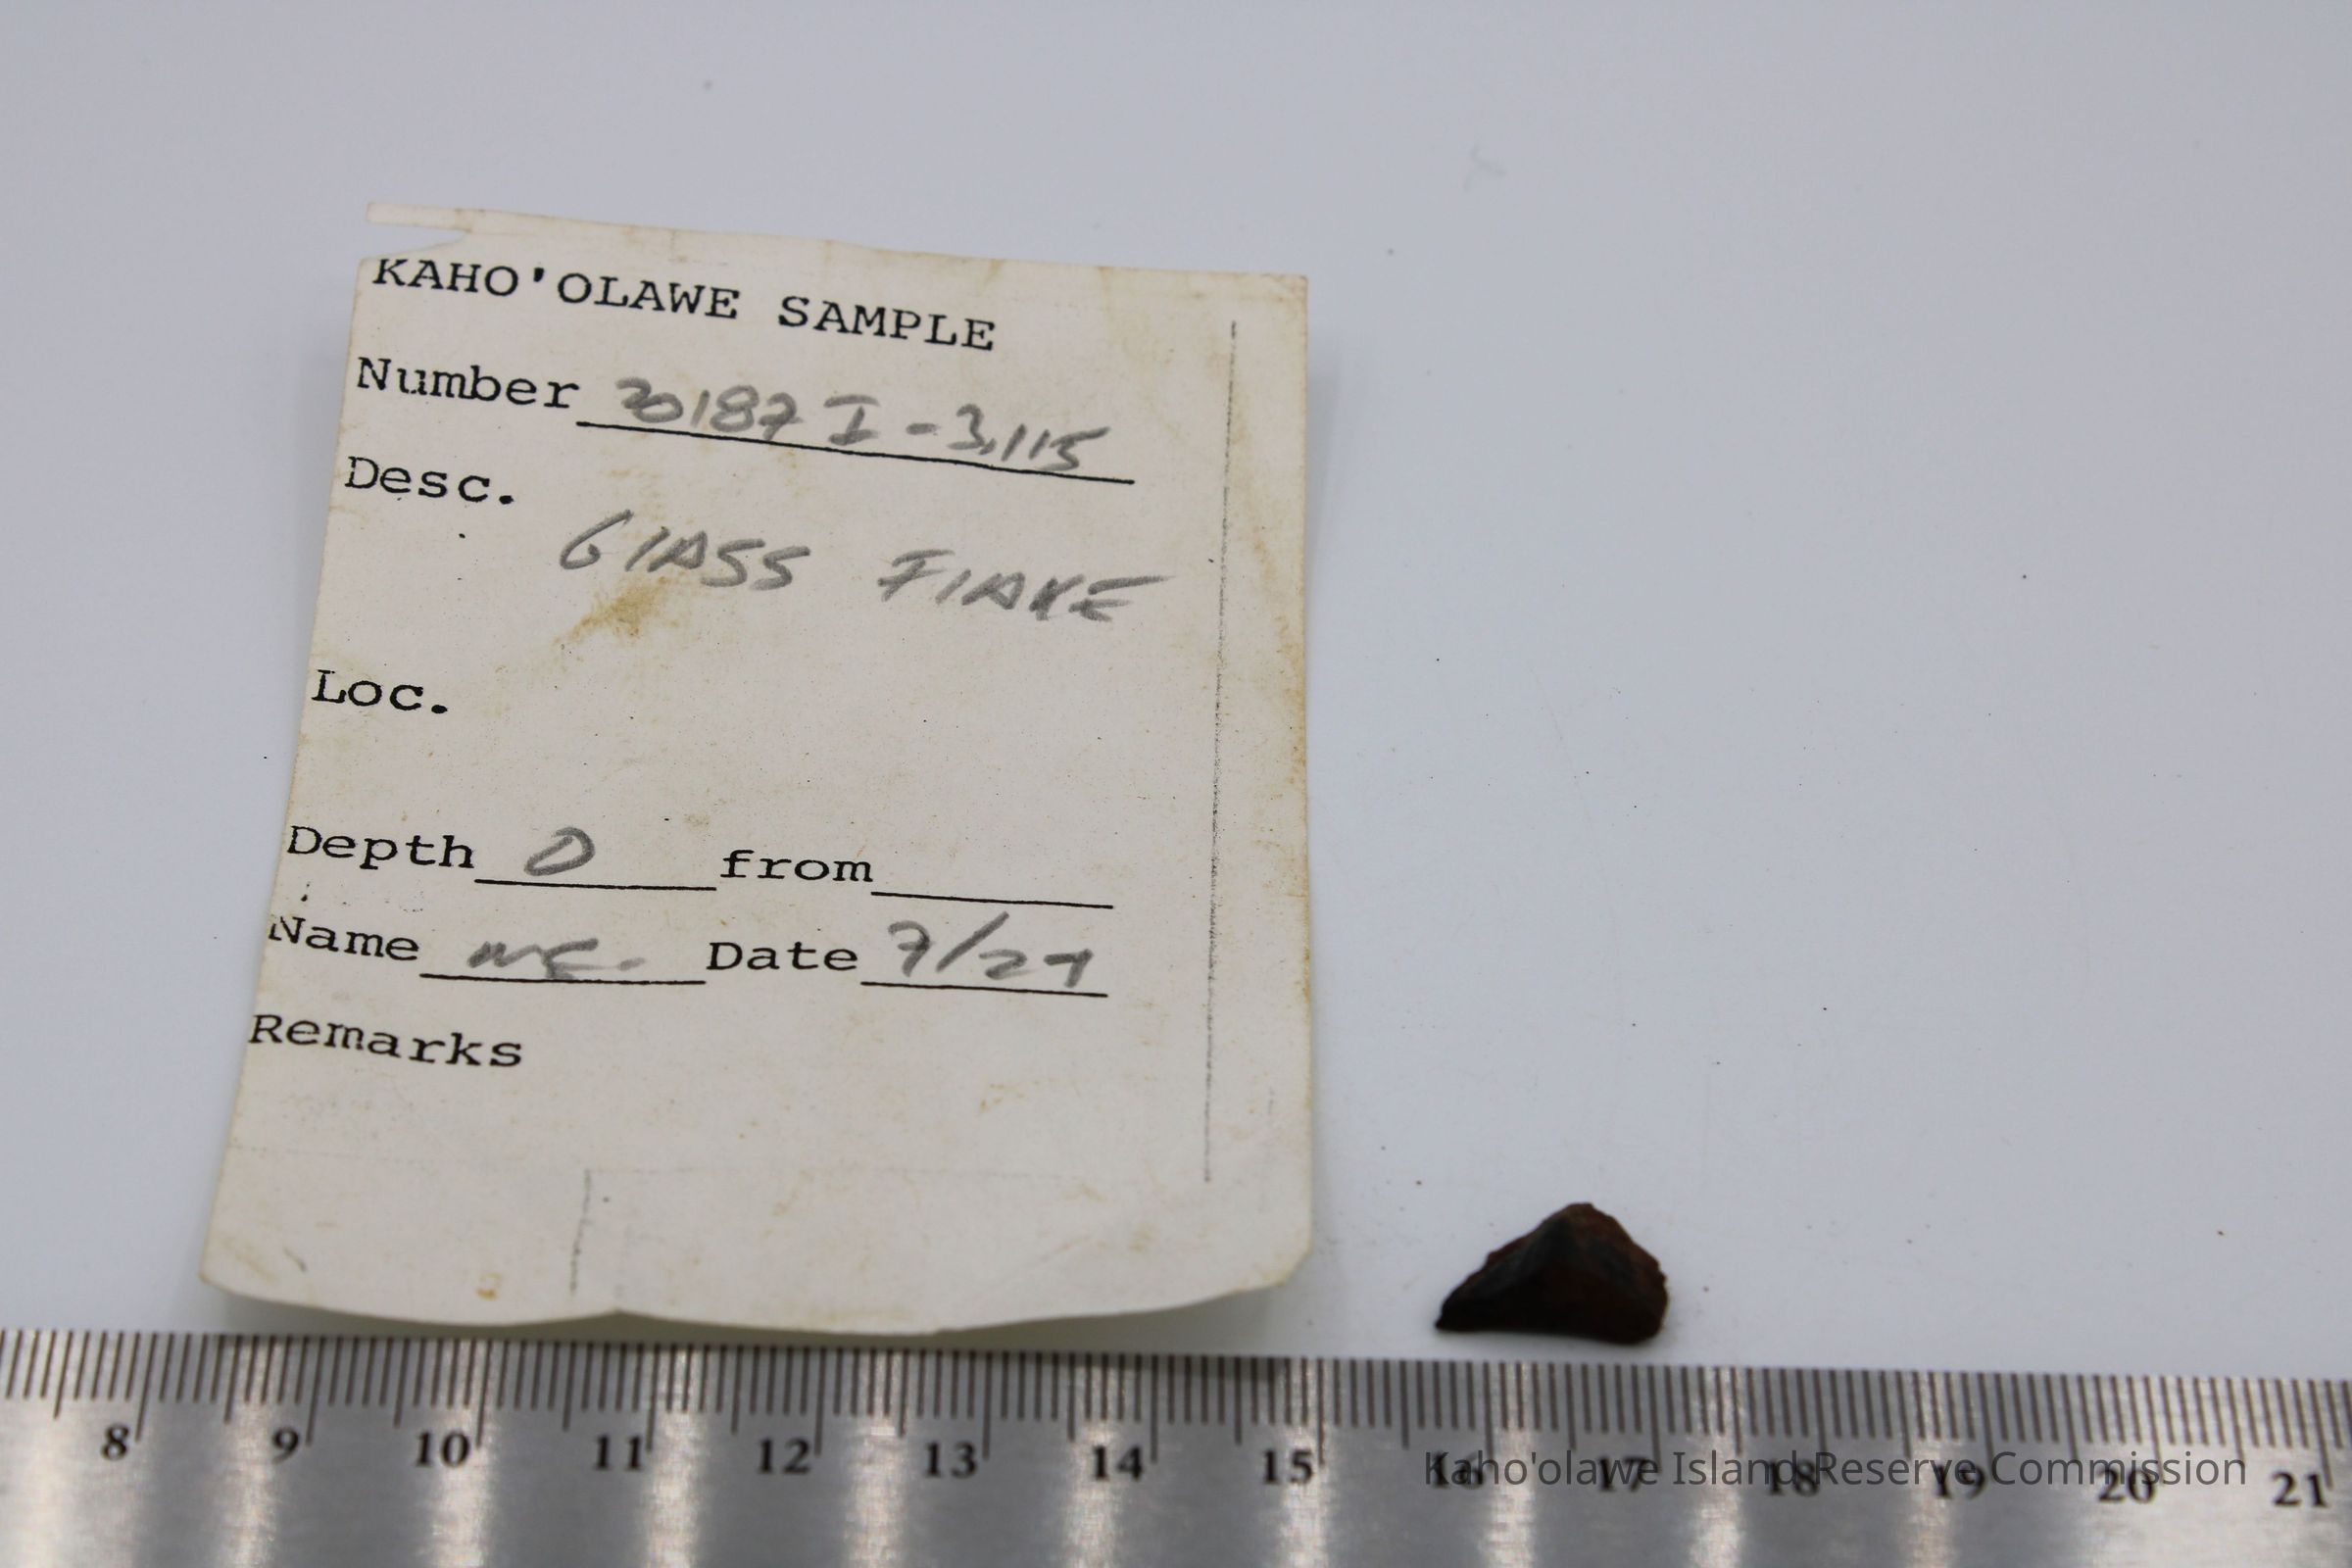 KAHO'OLAWE SAMPLE
Number 20187 I - 3,115
Desc.
GLASS FLAKE
Loc.
Depth 0 from
Name Date 7/27
Remarks
8 9 10 11 12 13 14 15 16 17 18 19 20 21
Kaho'olawe Island Reserve Commission